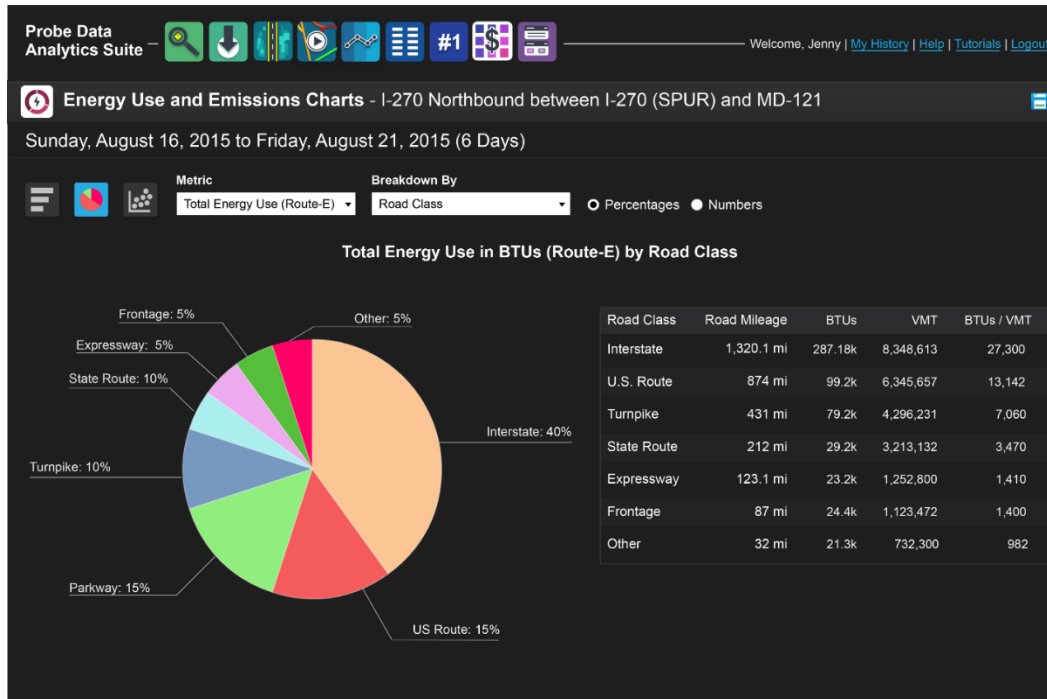 Probe Data
Analytics Suite
#1
$
Welcome, Jenny | My History | Help | Tutorials | Logout
Energy Use and Emissions Charts - I-270 Northbound between I-270 (SPUR) and MD-121
Sunday, August 16, 2015 to Friday, August 21, 2015 (6 Days)
Metric
Breakdown By
Total Energy Use (Route-E)
Road Class
Percentages
Numbers
Total Energy Use in BTUs (Route-E) by Road Class
Frontage: 5%
Other: 5%
Expressway: 5%
State Route: 10%
Interstate: 40%
Turnpike: 10%
Parkway: 15%
US Route: 15%
Road Class Road Mileage BTUs VMT BTUs / VMT
Interstate 1,320.1 mi 287.18k 8,348,613 27,300
U.S. Route 874 mi 99.2k 6,345,657 13,142
Turnpike 431 mi 79.2k 4,296,231 7,060
State Route 212 mi 29.2k 3,213,132 3,470
Expressway 123.1 mi 23.2k 1,252,800 1,410
Frontage 87 mi 24.4k 1,123,472 1,400
Other 32 mi 21.3k 732,300 982